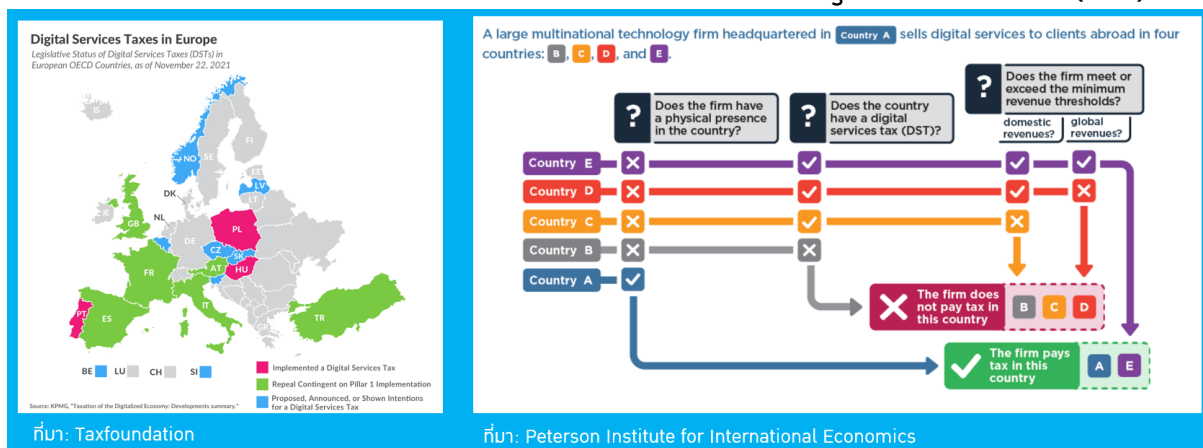 Digital Services Taxes in Europe
Legislative Status of Digital Services Taxes (DSTs) in
European OECD Countries, as of November 22, 2021
IS
NO
SE
FI
EE
LV
LT
DK
IE
GB
NL
PL
DE
CZ
SK
AT
HU
FR
IT
PT
ES
GR
TR
BE
LU
CH
SI
Implemented a Digital Services Tax
Repeal Contingent on Pillar 1 Implementation
Proposed, Announced, or Shown Intentions
for a Digital Services Tax
Source: KPMG, "Taxation of the Digitalized Economy: Developments summary."
ที่มา: Taxfoundation
A large multinational technology firm headquartered in Country A sells digital services to clients abroad in four
countries: B, C, D, and E.
? Does the firm have
a physical presence
in the country?
? Does the country
have a digital
services tax (DST)?
? Does the firm meet or
exceed the minimum
revenue thresholds?
domestic
revenues?
global
revenues?
Country E
Country D
Country C
Country B
Country A
The firm does
not pay tax in
this country
B C D
The firm pays
tax in this
country
A E
ที่มา: Peterson Institute for International Economics